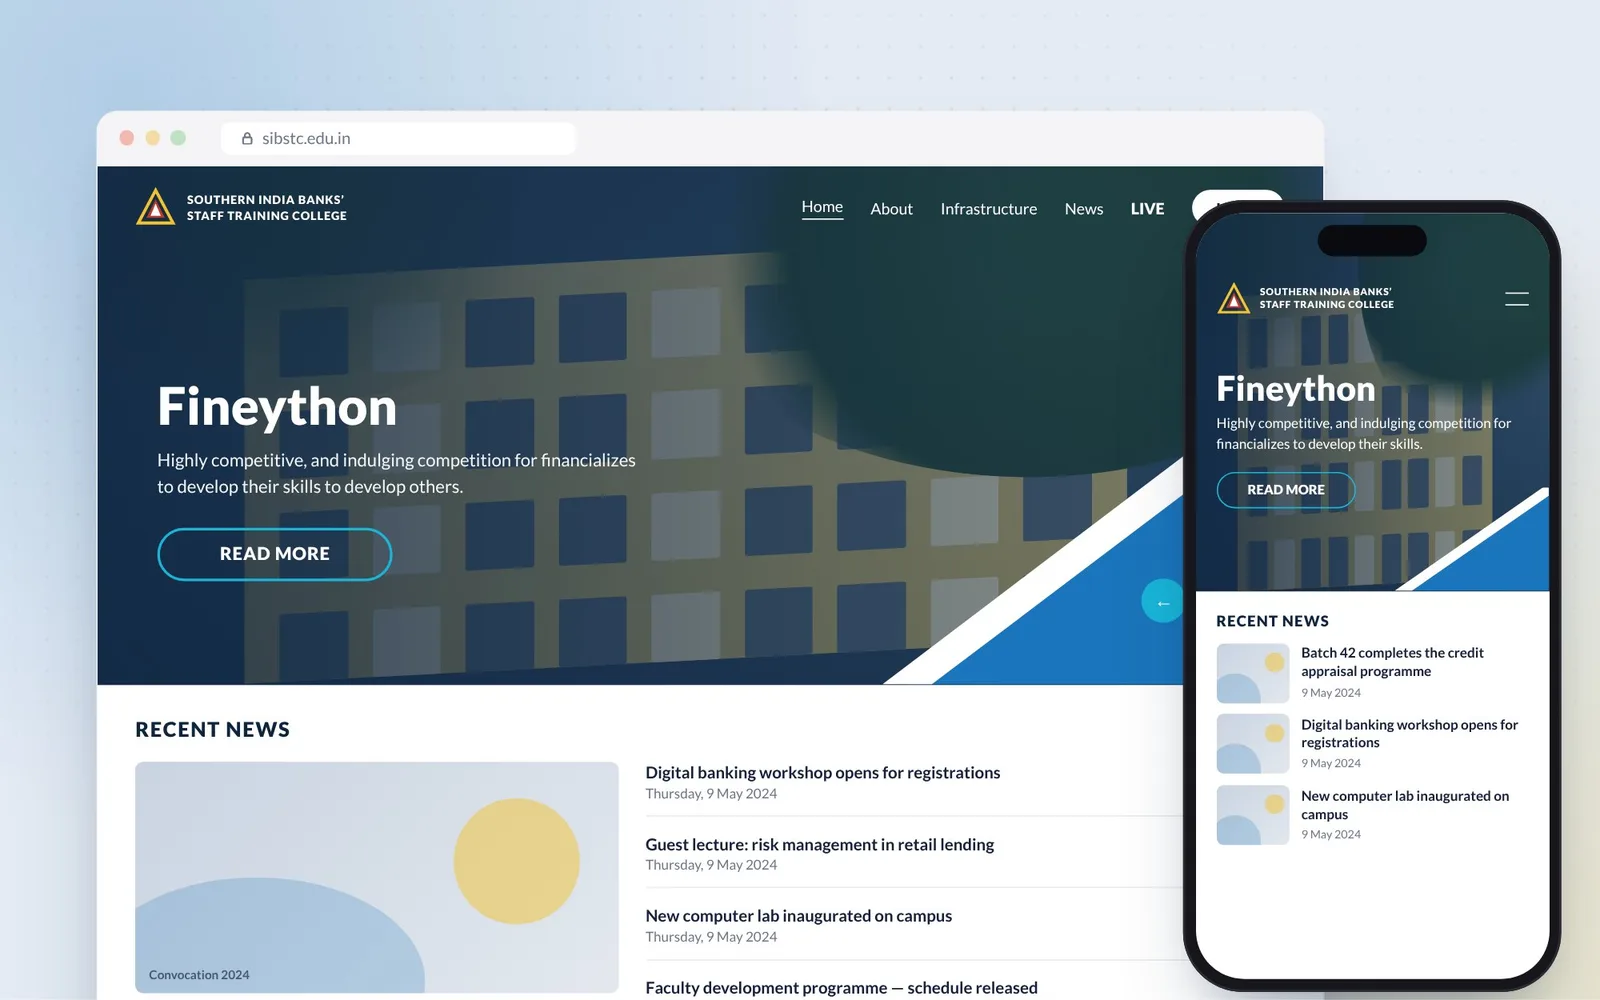 sibstc.edu.in
SOUTHERN INDIA BANKS'
STAFF TRAINING COLLEGE
Home
About
Infrastructure
News
LIVE
Fineython
Highly competitive, and indulging competition for financializes
to develop their skills to develop others.
READ MORE
←
RECENT NEWS
Convocation 2024
Digital banking workshop opens for registrations
Thursday, 9 May 2024
Guest lecture: risk management in retail lending
Thursday, 9 May 2024
New computer lab inaugurated on campus
Thursday, 9 May 2024
Faculty development programme — schedule released
SOUTHERN INDIA BANKS'
STAFF TRAINING COLLEGE
Fineython
Highly competitive, and indulging competition for
financializes to develop their skills.
READ MORE
RECENT NEWS
Batch 42 completes the credit
appraisal programme
9 May 2024
Digital banking workshop opens for
registrations
9 May 2024
New computer lab inaugurated on
campus
9 May 2024